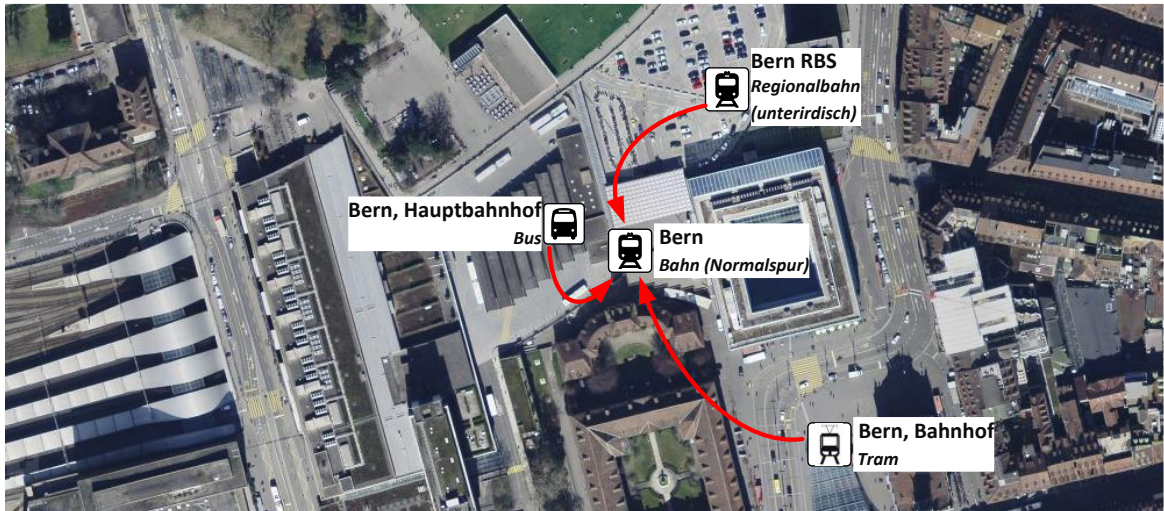 Bern RBS
Regionalbahn
(unterirdisch)
Bern, Hauptbahnhof
Bus
Bern
Bahn (Normalspur)
Bern, Bahnhof
Tram